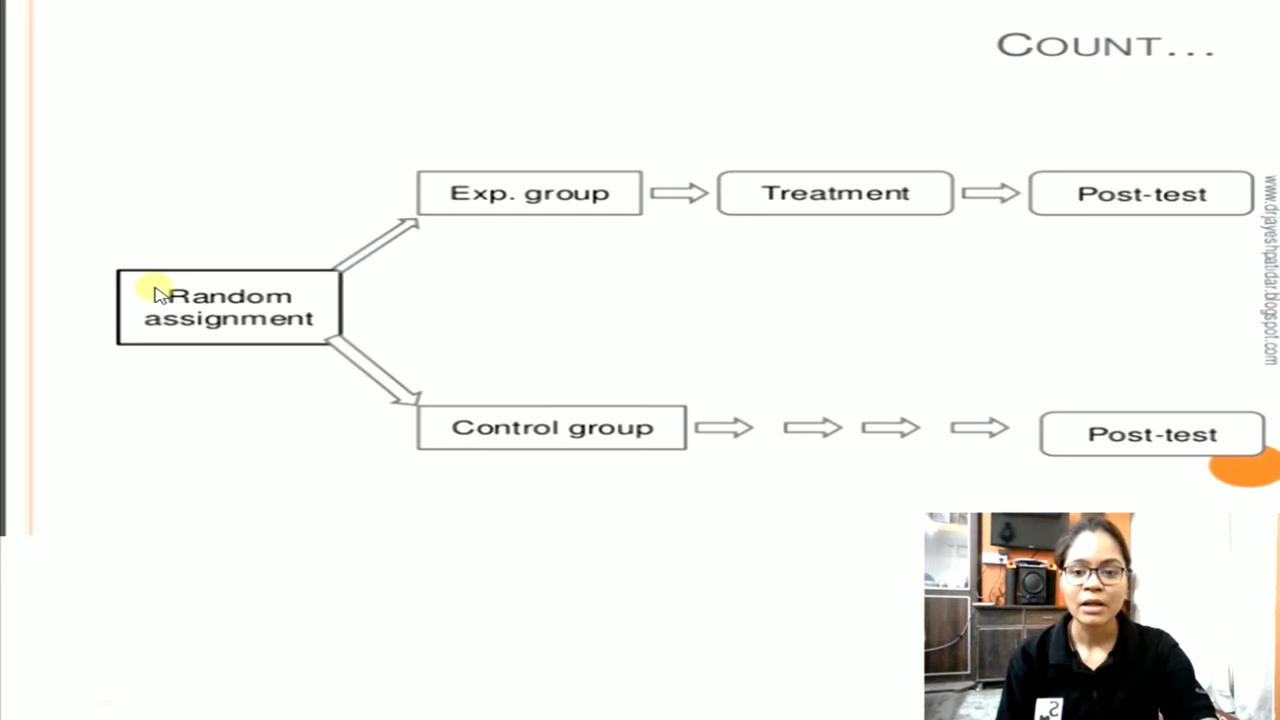 COUNT...
Exp. group
Treatment
Post-test
Random
assignment
Control group
Post-test
www.drjayeshpatidar.blogspot.com